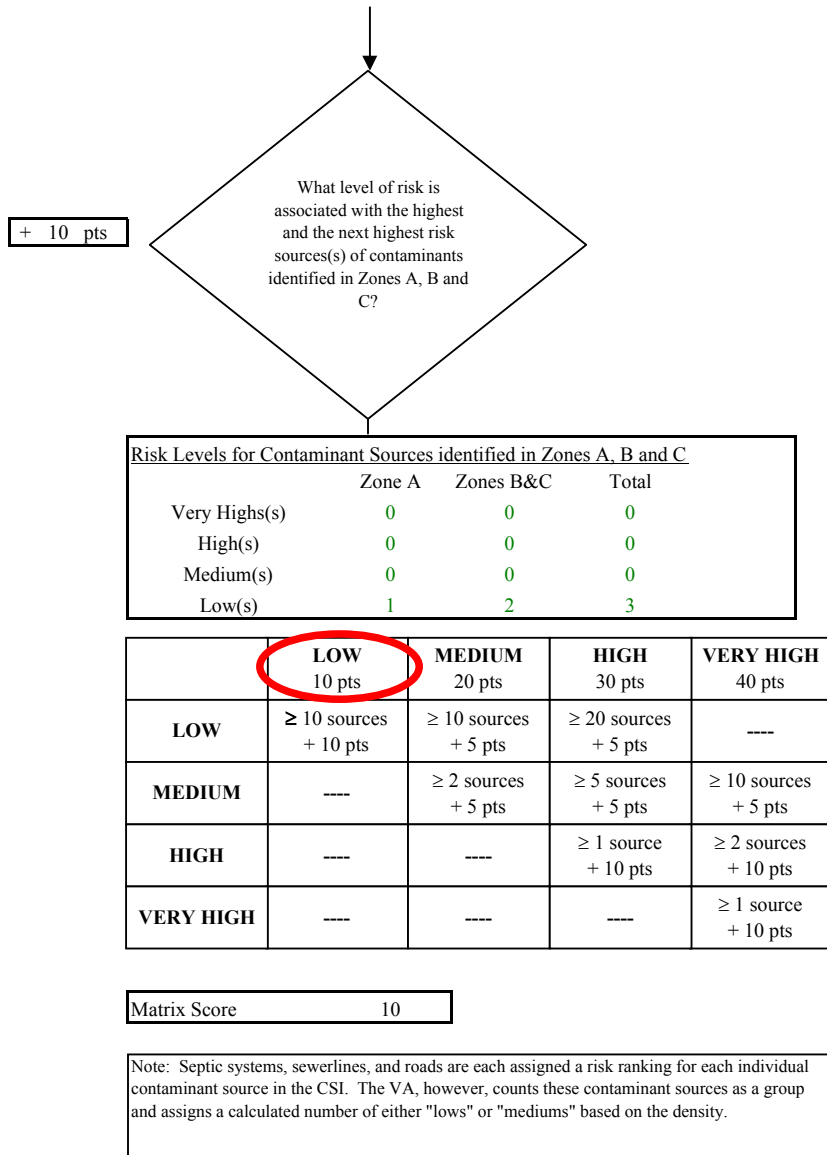 What level of risk is
associated with the highest
and the next highest risk
sources(s) of contaminants
identified in Zones A, B and
C?
+ 10 pts
Risk Levels for Contaminant Sources identified in Zones A, B and C
Zone A Zones B&C Total
Very Highs(s) 0 0 0
High(s) 0 0 0
Medium(s) 0 0 0
Low(s) 1 2 3
LOW MEDIUM HIGH VERY HIGH
10 pts 20 pts 30 pts 40 pts
LOW ≥ 10 sources ≥ 10 sources ≥ 20 sources ----
+ 10 pts + 5 pts + 5 pts
MEDIUM ---- ≥ 2 sources ≥ 5 sources ≥ 10 sources
+ 5 pts + 5 pts + 5 pts
HIGH ---- ---- ≥ 1 source ≥ 2 sources
+ 10 pts + 10 pts
VERY HIGH ---- ---- ---- ≥ 1 source
+ 10 pts
Matrix Score 10
Note: Septic systems, sewerlines, and roads are each assigned a risk ranking for each individual
contaminant source in the CSI. The VA, however, counts these contaminant sources as a group
and assigns a calculated number of either "lows" or "mediums" based on the density.